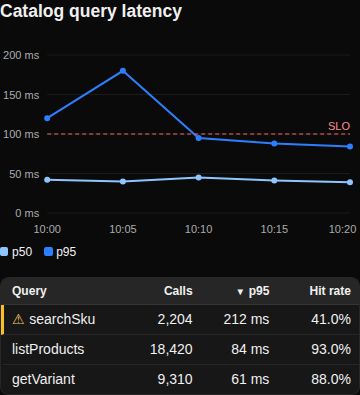 Catalog query latency
200 ms
150 ms
100 ms
50 ms
0 ms
SLO
10:00 10:05 10:10 10:15 10:20
p50 p95
Query Calls ▼ p95 Hit rate
⚠ searchSku 2,204 212 ms 41.0%
listProducts 18,420 84 ms 93.0%
getVariant 9,310 61 ms 88.0%